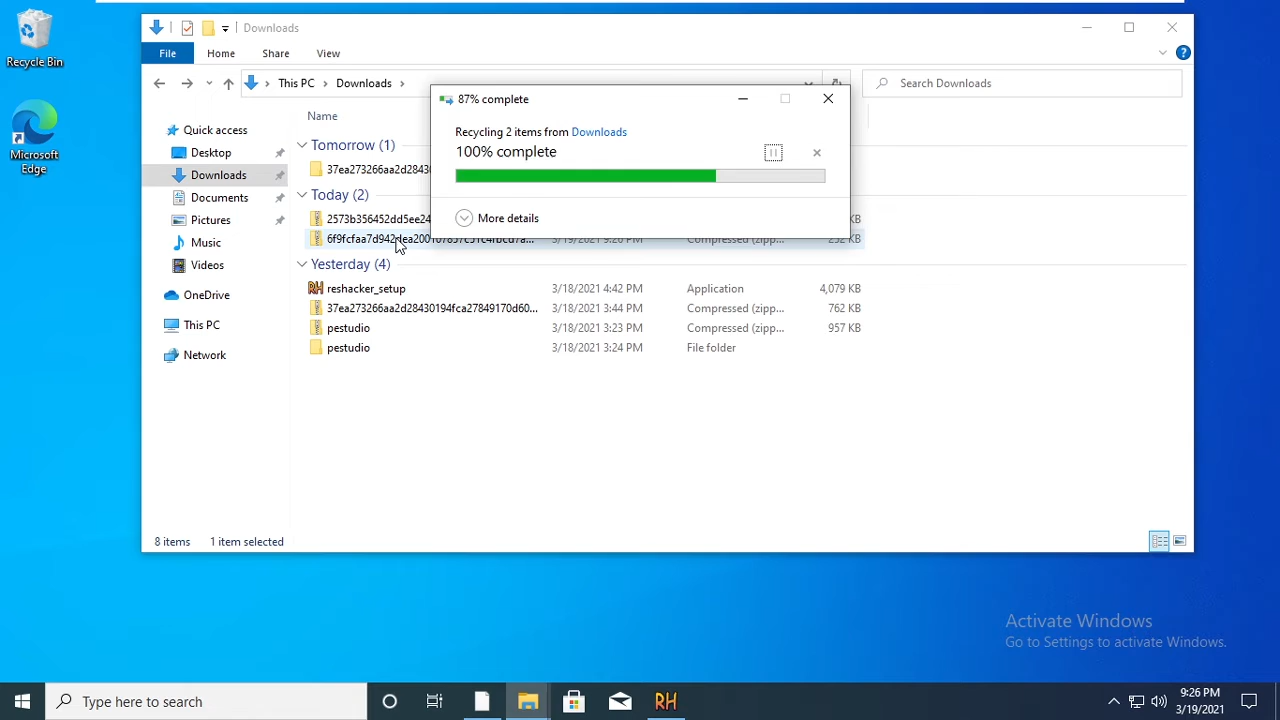 Recycle Bin
Microsoft Edge
Downloads
File Home Share View
This PC Downloads
Search Downloads
Name
Quick access
Desktop
Downloads
Documents
Pictures
Music
Videos
OneDrive
This PC
Network
87% complete
Recycling 2 items from Downloads
100% complete
More details
Tomorrow (1)
37ea273266aa2d2843
Today (2)
2573b356452dd5ee24 KB
KB
Yesterday (4)
reshacker_setup 3/18/2021 4:42 PM Application 4,079 KB
37ea273266aa2d28430194fca27849170d60... 3/18/2021 3:44 PM Compressed (zipp... 762 KB
pestudio 3/18/2021 3:23 PM Compressed (zipp... 957 KB
pestudio 3/18/2021 3:24 PM File folder
8 items 1 item selected
Activate Windows
Go to Settings to activate Windows.
Type here to search
RH
9:26 PM
3/19/2021